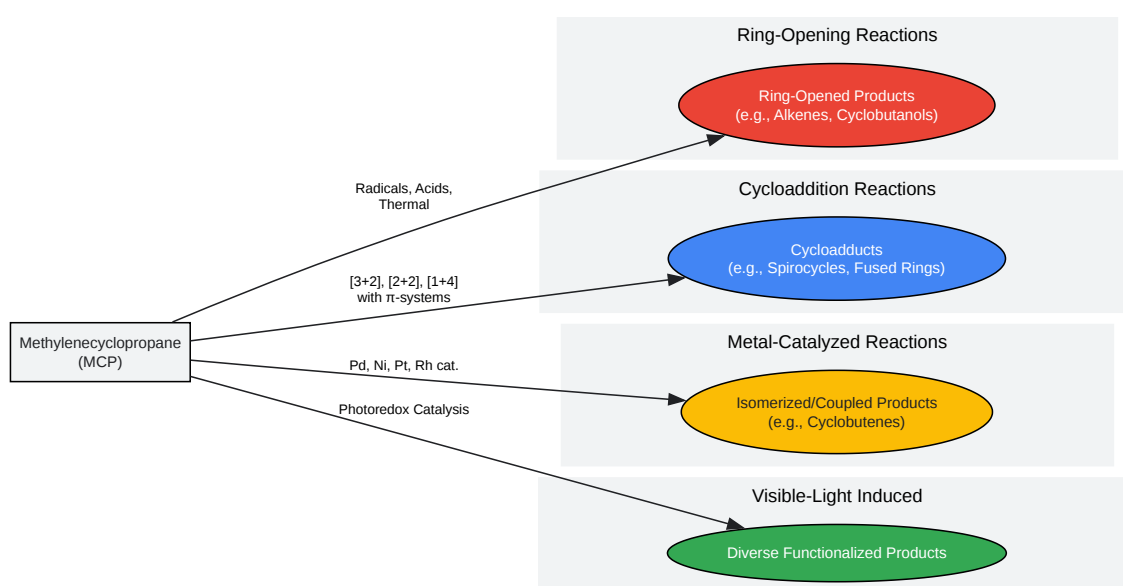 Ring-Opening Reactions
Ring-Opened Products
(e.g., Alkenes, Cyclobutanols)
Radicals, Acids,
Thermal
Cycloaddition Reactions
Cycloadducts
(e.g., Spirocycles, Fused Rings)
[3+2], [2+2], [1+4]
with π-systems
Methylenecyclopropane
(MCP)
Metal-Catalyzed Reactions
Pd, Ni, Pt, Rh cat.
Isomerized/Coupled Products
(e.g., Cyclobutenes)
Photoredox Catalysis
Visible-Light Induced
Diverse Functionalized Products